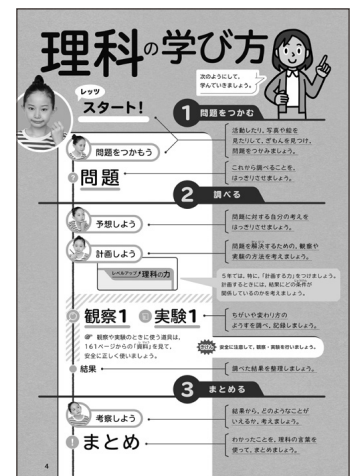 理科の学び方
次のようにして、
学んでいきましょう。
レッツ
スタート！
1 問題をつかむ
問題をつかもう
活動したり、写真や絵を
見たりして、ぎもんを見つけ、
問題をつかみましょう。
問題
これから調べることを、
はっきりさせましょう。
2 調べる
予想しよう
問題に対する自分の考えを
はっきりさせましょう。
計画しよう
問題を解決するための、観察や
実験の方法を考えましょう。
レベルアップ！理科の力
5年では、特に、「計画する力」をつけましょう。
計画するときには、結果にどの条件が
関係しているのかを考えましょう。
観察1 実験1
ちがいや変わり方の
ようすを調べ、記録しましょう。
観察や実験のときに使う道具は、
161ページからの「資料」を見て、
安全に正しく使いましょう。
安全に注意して、観察・実験を行いましょう。
結果
調べた結果を整理しましょう。
3 まとめる
考察しよう
結果から、どのようなことが
いえるか、考えましょう。
まとめ
わかったことを、理科の言葉を
使って、まとめましょう。
4